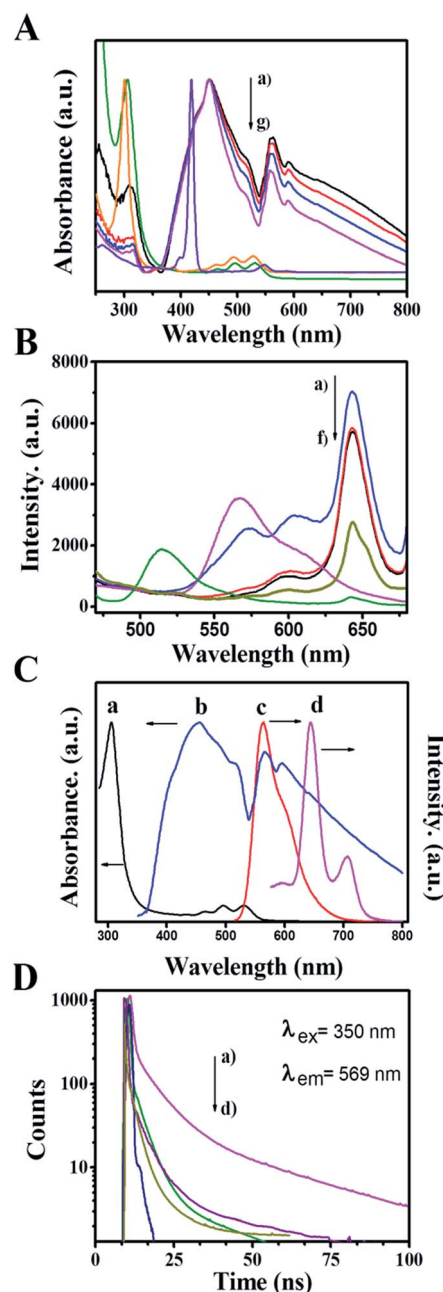 A
Absorbance (a.u.)
a)
g)
300 400 500 600 700 800
Wavelength (nm)
B
Intensity. (a.u.)
8000
6000
4000
2000
0
a)
f)
500 550 600 650
Wavelength (nm)
C
Absorbance. (a.u.)
a b c d
Intensity. (a.u.)
300 400 500 600 700 800
Wavelength (nm)
D
Counts
1000
100
10
a)
d)
λex= 350 nm
λem= 569 nm
0 25 50 75 100
Time (ns)